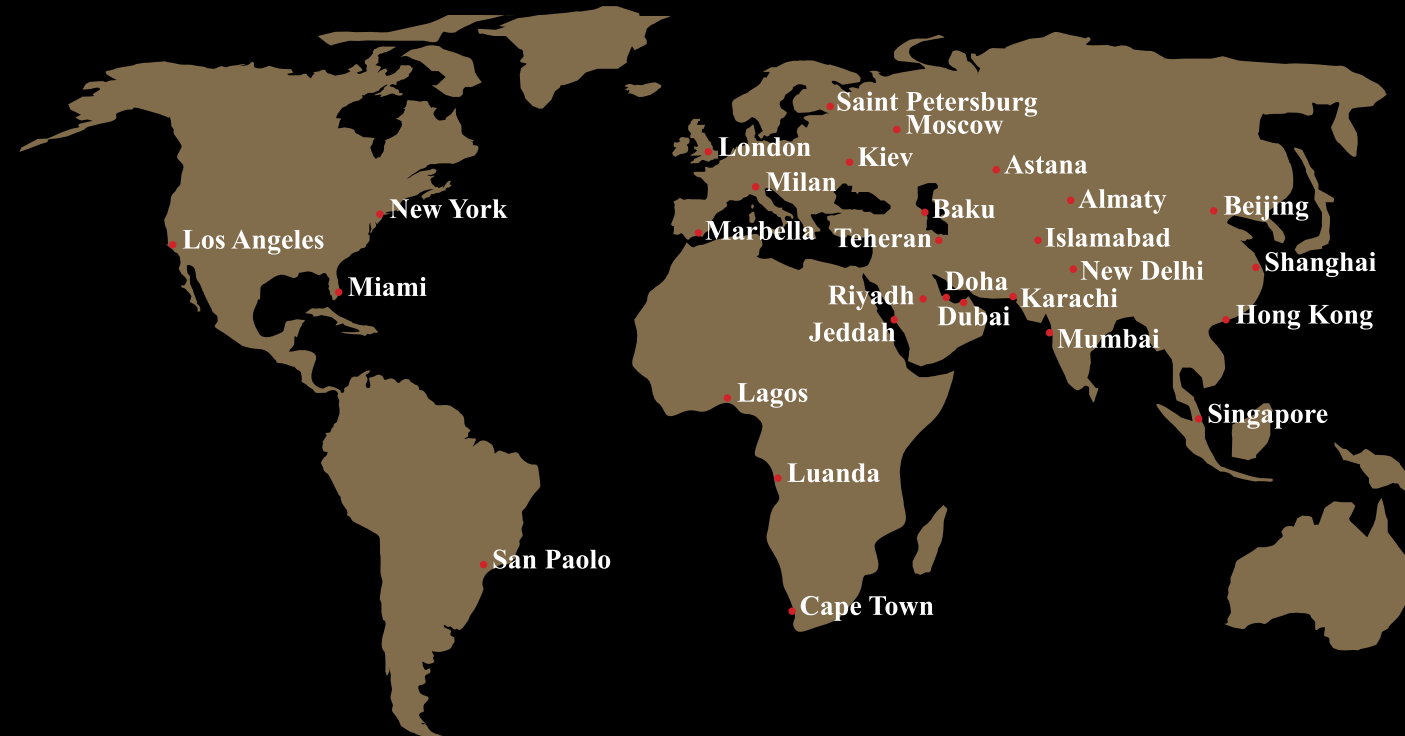 Saint Petersburg
Moscow
London
Kiev
Astana
Milan
Almaty
New York
Baku
Beijing
Los Angeles
Marbella
Teheran
Islamabad
Shanghai
New Delhi
Miami
Doha
Riyadh
Karachi
Dubai
Hong Kong
Jeddah
Mumbai
Lagos
Singapore
Luanda
San Paolo
Cape Town